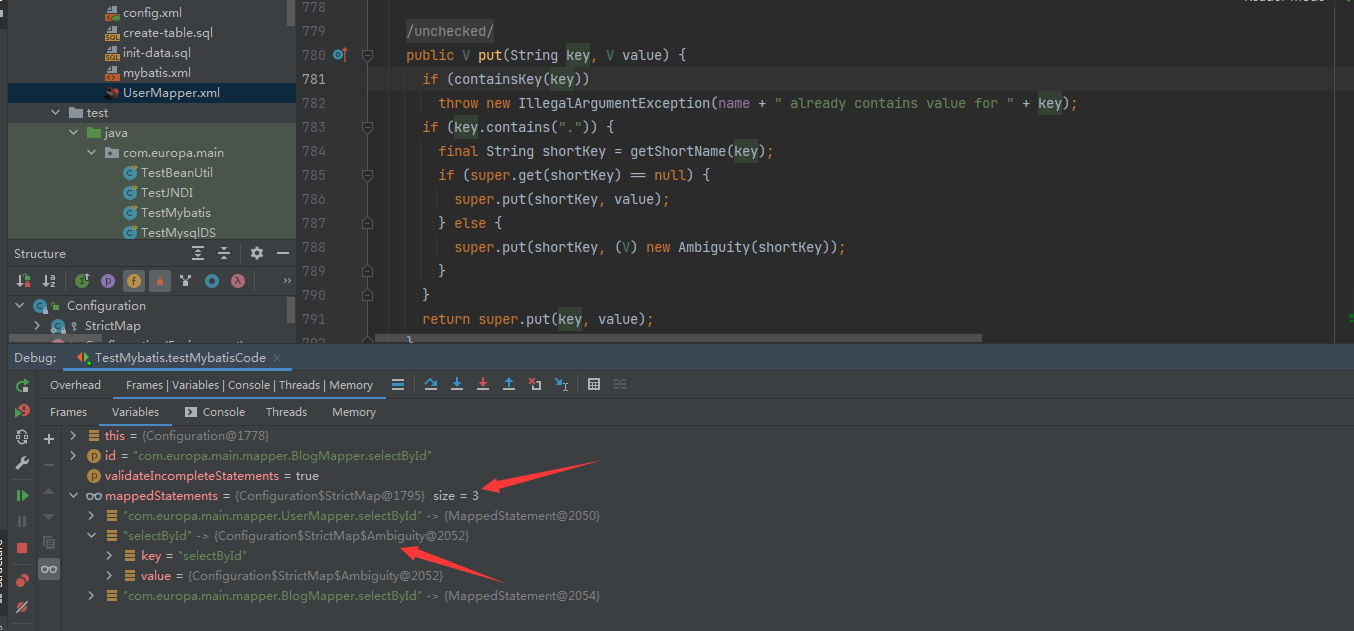 Reader Mode
config.xml
create-table.sql
init-data.sql
mybatis.xml
UserMapper.xml
test
java
com.europa.main
TestBeanUtil
TestJNDI
TestMybatis
TestMysqlDS
Structure
Configuration
StrictMap
778
779 /unchecked/
780 public V put(String key, V value) {
781 if (containsKey(key))
782 throw new IllegalArgumentException(name + " already contains value for " + key);
783 if (key.contains(".")) {
784 final String shortKey = getShortName(key);
785 if (super.get(shortKey) == null) {
786 super.put(shortKey, value);
787 } else {
788 super.put(shortKey, (V) new Ambiguity(shortKey));
789 }
790 }
791 return super.put(key, value);
792 }
Debug: TestMybatis.testMybatisCode
Overhead Frames | Variables | Console | Threads | Memory
Frames Variables Console Threads Memory
this = {Configuration@1778}
id = "com.europa.main.mapper.BlogMapper.selectById"
validateIncompleteStatements = true
mappedStatements = {Configuration$StrictMap@1795} size = 3
"com.europa.main.mapper.UserMapper.selectById" -> {MappedStatement@2050}
"selectById" -> {Configuration$StrictMap$Ambiguity@2052}
key = "selectById"
value = {Configuration$StrictMap$Ambiguity@2052}
"com.europa.main.mapper.BlogMapper.selectById" -> {MappedStatement@2054}